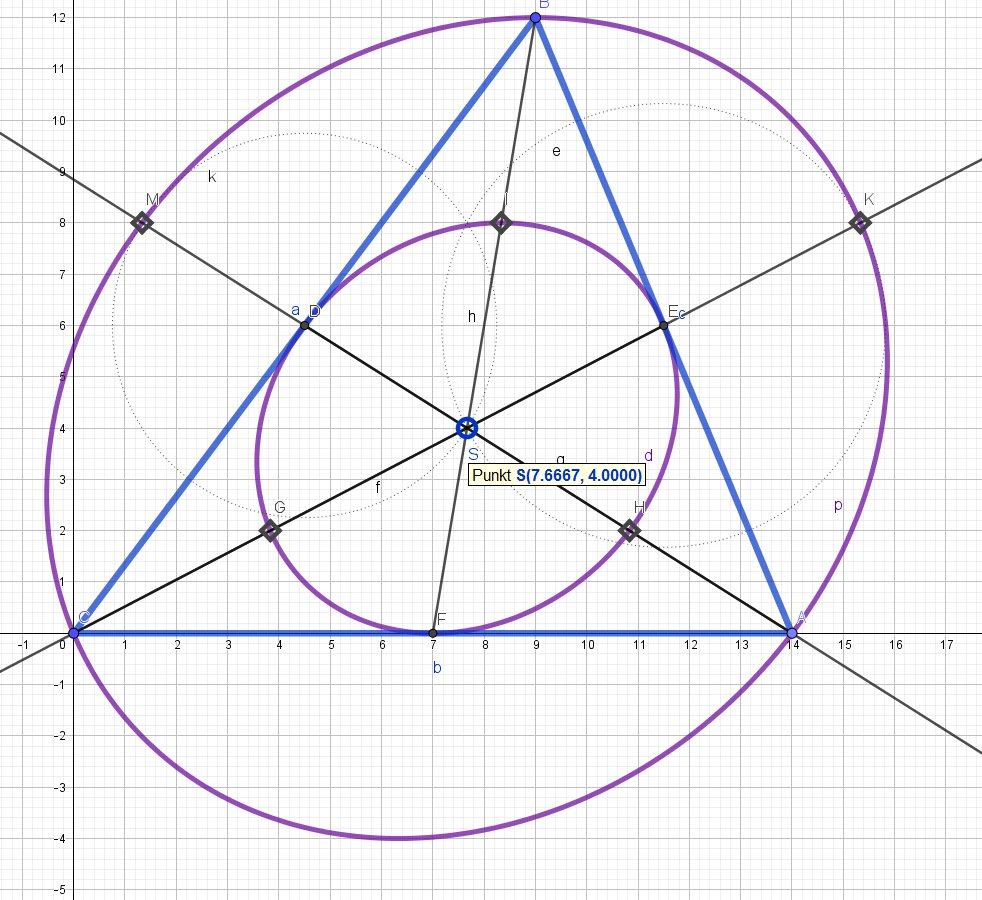 B
12
11
10
e
9
k
M
I
K
8
7
a D
E c
h
6
5
4
S
g
d
Punkt S(7.6667, 4.0000)
3
f
G
H
p
2
1
C
F
A
-1 0 1 2 3 4 5 6 7 8 9 10 11 12 13 14 15 16 17
b
-1
-2
-3
-4
-5